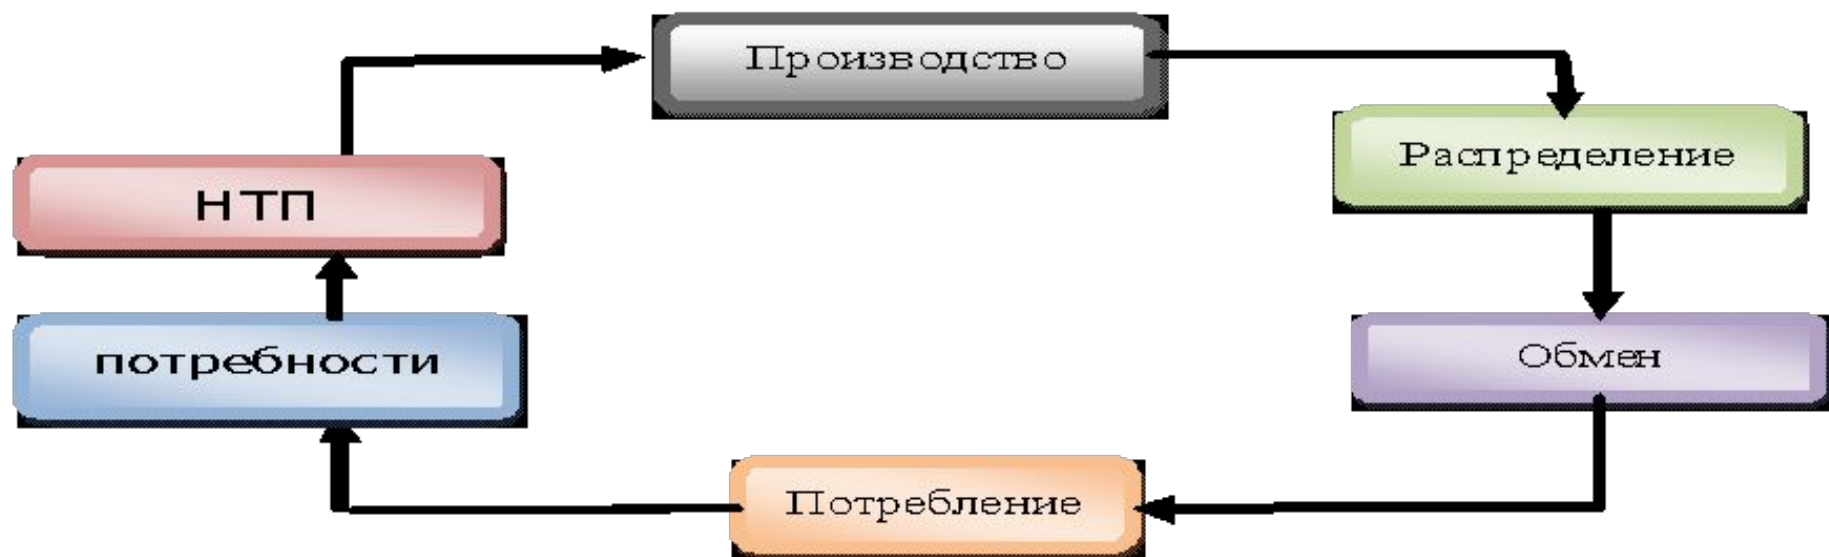 Производство
Распределение
НТП
потребности
Обмен
Потребление